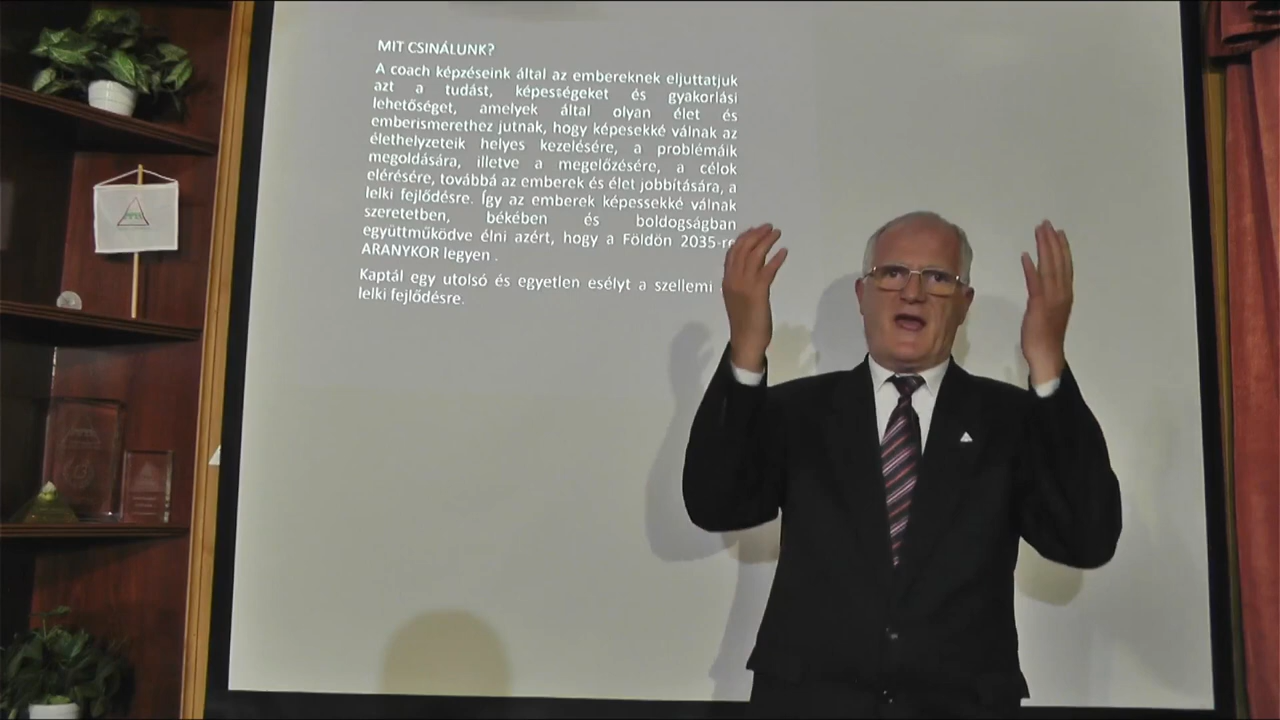 MIT CSINÁLUNK?
A coach képzéseink által az embereknek eljuttatjuk
azt a tudást, képességeket és gyakorlási
lehetőséget, amelyek által olyan élet és
emberismerethez jutnak, hogy képesekké válnak az
élethelyzeteik helyes kezelésére, a problémáik
megoldására, illetve a megelőzésére, a célok
elérésére, továbbá az emberek és élet jobbítására, a
lelki fejlődésre. Így az emberek képessekké válnak
szeretetben, békében és boldogságban
együttműködve élni azért, hogy a Földön 2035-re
ARANYKOR legyen .
Kaptál egy utolsó és egyetlen esélyt a szellemi
lelki fejlődésre.